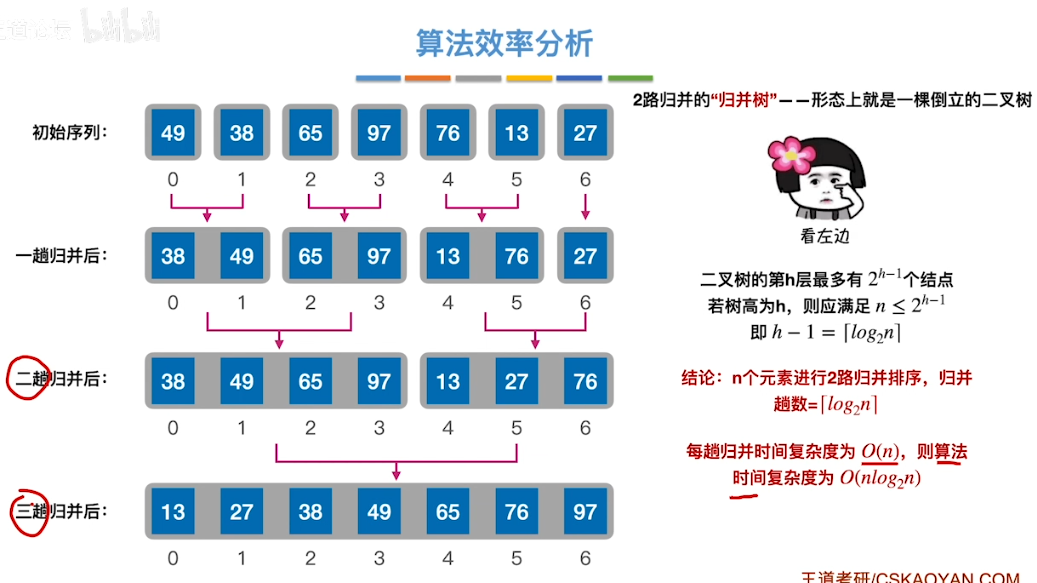 bilibili
算法效率分析
2路归并的“归并树”——形态上就是一棵倒立的二叉树
初始序列：
49 38 65 97 76 13 27
0 1 2 3 4 5 6
看左边
一趟归并后：
38 49 65 97 13 76 27
0 1 2 3 4 5 6
二叉树的第h层最多有 2^{h−1}个结点
若树高为h，则应满足 n ≤ 2^{h−1}
即 h − 1 = ⌈log₂n⌉
二趟归并后：
38 49 65 97 13 27 76
0 1 2 3 4 5 6
结论：n个元素进行2路归并排序，归并
趟数=⌈log₂n⌉
每趟归并时间复杂度为 O(n)，则算法
时间复杂度为 O(nlog₂n)
三趟归并后：
13 27 38 49 65 76 97
0 1 2 3 4 5 6
王道考研/CSKAOYAN.COM